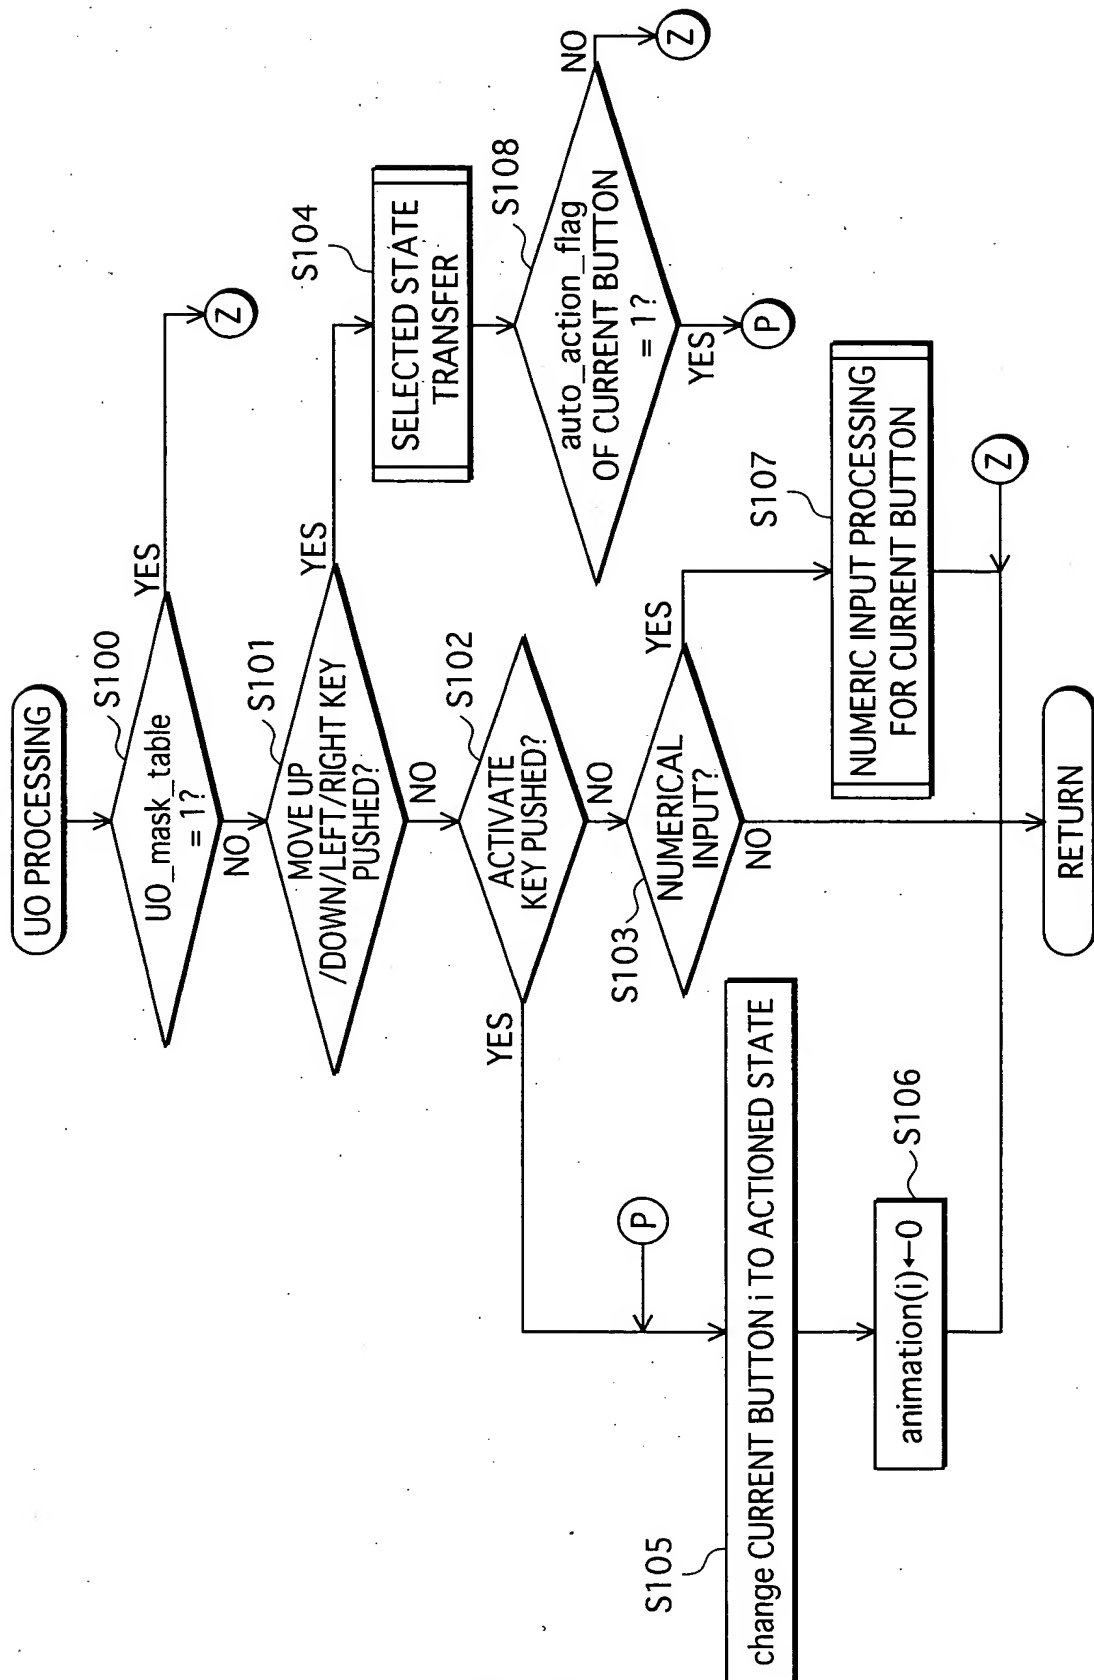 UO PROCESSING
S100
UO_mask_table
= 1?
YES
Z
NO
S101
MOVE UP
/DOWN/LEFT/RIGHT KEY
PUSHED?
YES
S104
SELECTED STATE
TRANSFER
S108
auto_action_flag
OF CURRENT BUTTON
= 1?
NO
Z
YES
P
NO
S102
ACTIVATE
KEY PUSHED?
YES
NO
S103
NUMERICAL
INPUT?
YES
NO
S107
NUMERIC INPUT PROCESSING
FOR CURRENT BUTTON
Z
P
S105
change CURRENT BUTTON i TO ACTIONED STATE
S106
animation(i)←0
RETURN